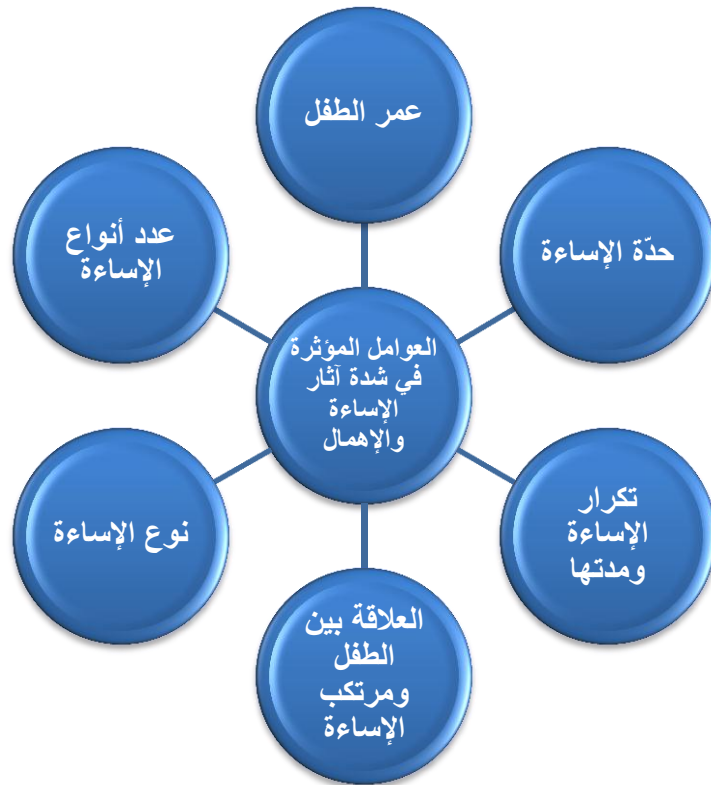 عمر الطفل
حدّة الإساءة
تكرار
الإساءة
ومدتها
العلاقة بين
الطفل
ومرتكب
الإساءة
نوع الإساءة
عدد أنواع
الإساءة
العوامل المؤثرة
في شدة آثار
الإساءة
والإهمال